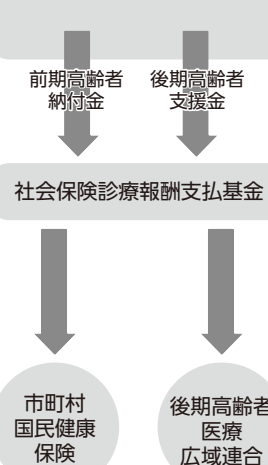 前期高齢者
納付金
後期高齢者
支援金
社会保険診療報酬支払基金
市町村
国民健康
保険
後期高齢者
医療
広域連合